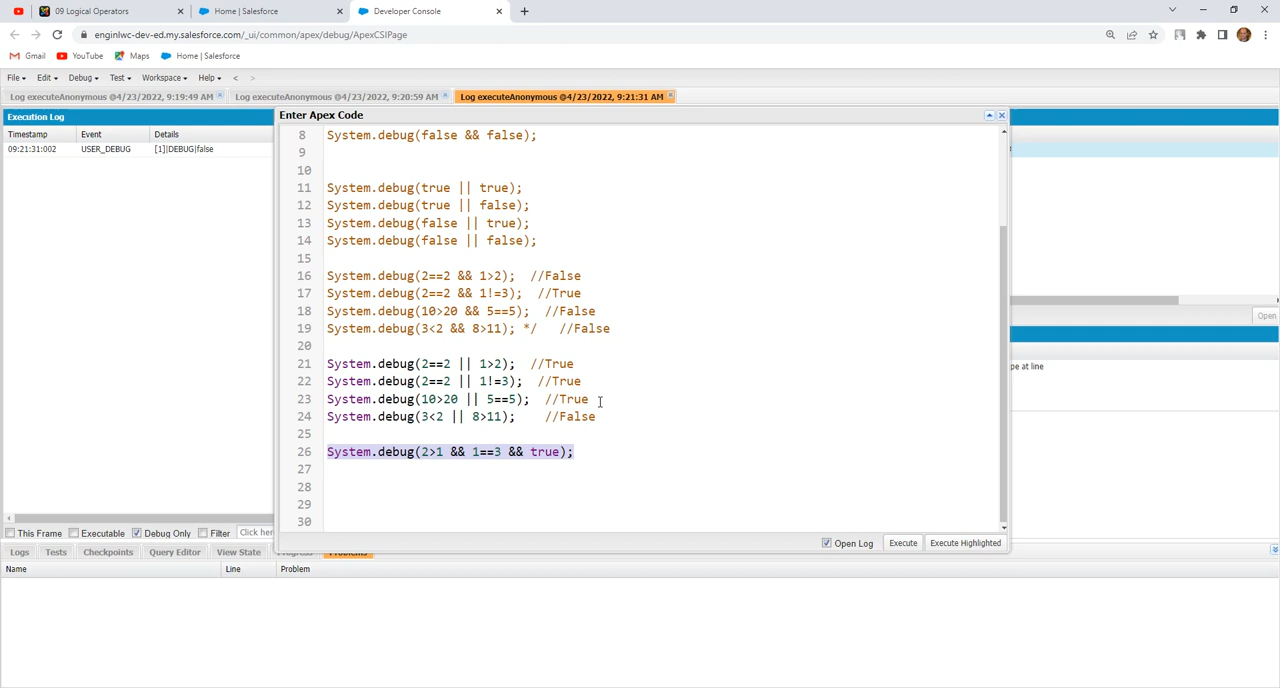 09 Logical Operators
Home | Salesforce
Developer Console
enginlwc-dev-ed.my.salesforce.com/_ui/common/apex/debug/ApexCSIPage
Gmail
YouTube
Maps
Home | Salesforce
File
Edit
Debug
Test
Workspace
Help
<
>
Log executeAnonymous @4/23/2022, 9:19:49 AM
Log executeAnonymous @4/23/2022, 9:20:59 AM
Log executeAnonymous @4/23/2022, 9:21:31 AM
Execution Log
Timestamp Event Details
09:21:31:002 USER_DEBUG [1]|DEBUG|false
Enter Apex Code
8 System.debug(false && false);
9
10
11 System.debug(true || true);
12 System.debug(true || false);
13 System.debug(false || true);
14 System.debug(false || false);
15
16 System.debug(2==2 && 1>2); //False
17 System.debug(2==2 && 1!=3); //True
18 System.debug(10>20 && 5==5); //False
19 System.debug(3<2 && 8>11); */ //False
20
21 System.debug(2==2 || 1>2); //True
22 System.debug(2==2 || 1!=3); //True
23 System.debug(10>20 || 5==5); //True
24 System.debug(3<2 || 8>11); //False
25
26 System.debug(2>1 && 1==3 && true);
27
28
29
30
Open Log
Execute
Execute Highlighted
Open
pe at line
This Frame
Executable
Debug Only
Filter
Click her
Logs
Tests
Checkpoints
Query Editor
View State
Progress
Problems
Name Line Problem